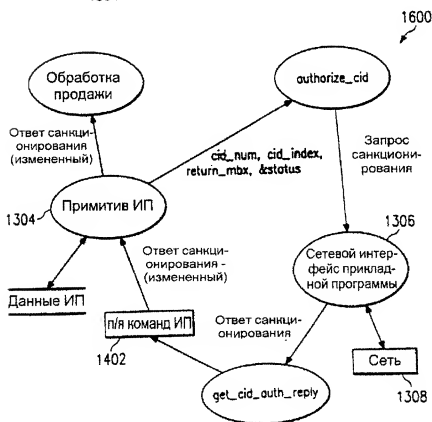 1600
Обработка
продажи
authorize_cid
Ответ санкци-
онирования
(измененный)
cid_num, cid_index,
return_mbx, &status
Запрос
санкциони-
рования
1304
Примитив ИП
1306
Сетевой интер-
фейс приклад-
ной программы
Ответ санкци-
онирования -
(измененный)
Данные ИП
п/я команд ИП
1402
Ответ санкци-
онирования
Сеть
1308
get_cid_auth_reply